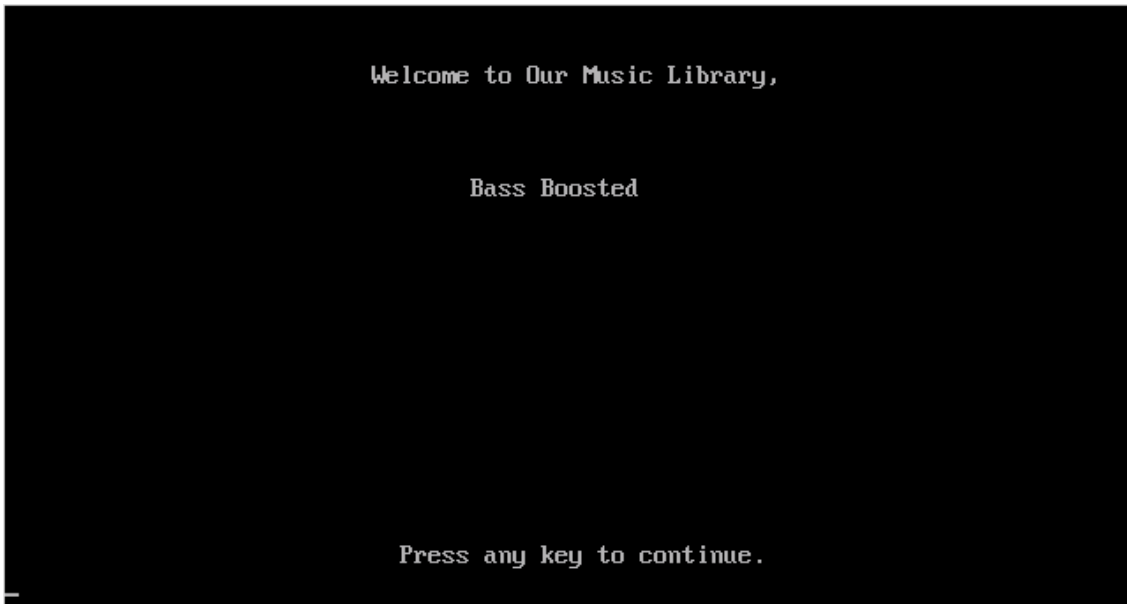 Welcome to Our Music Library,
Bass Boosted
Press any key to continue.